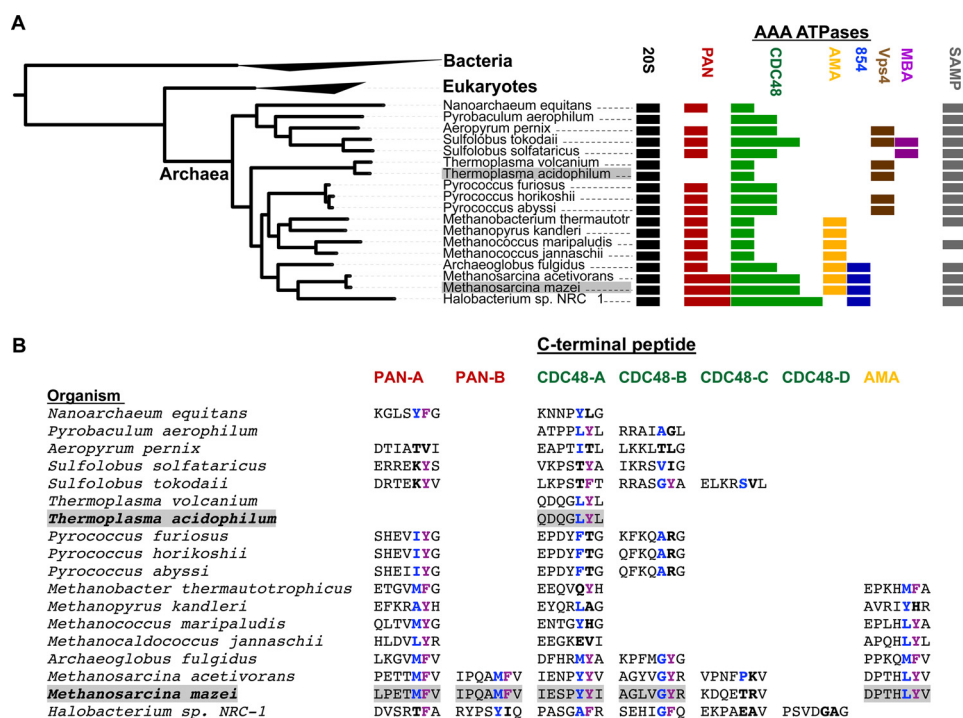 A
AAA ATPases
20S PAN CDC48 AMA 854 Vps4 MBA SAMP
Bacteria
Eukaryotes
Archaea
Nanoarchaeum equitans
Pyrobaculum aerophilum
Aeropyrum pernix
Sulfolobus tokodaii
Sulfolobus solfataricus
Thermoplasma volcanium
Thermoplasma acidophilum
Pyrococcus furiosus
Pyrococcus horikoshii
Pyrococcus abyssi
Methanobacterium thermautotr
Methanopyrus kandleri
Methanococcus maripaludis
Methanococcus jannaschii
Archaeoglobus fulgidus
Methanosarcina acetivorans
Methanosarcina mazei
Halobacterium sp. NRC 1
B
C-terminal peptide
PAN-A PAN-B CDC48-A CDC48-B CDC48-C CDC48-D AMA
Organism
Nanoarchaeum equitans KGLSYFG KNNPYLG
Pyrobaculum aerophilum ATPPLYL RRAIAGL
Aeropyrum pernix DTIATVI EAPTITL LKKLTLG
Sulfolobus solfataricus ERREKYS VKPSTYA IKRSVIG
Sulfolobus tokodaii DRTEKYV LKPSTFT RRASGYA ELKRSVL
Thermoplasma volcanium QDQGLYL
Thermoplasma acidophilum QDQGLYL
Pyrococcus furiosus SHEVIYG EPDYFTG KFKQARG
Pyrococcus horikoshii SHEVIYG EPDYFTG QFKQARG
Pyrococcus abyssi SHEIIYG EPDYFTG QFKQARG
Methanobacter thermautotrophicus ETGVMFG EEQVQYH EPKHMFA
Methanopyrus kandleri EFKRAYH EYQRLAG AVRIYHR
Methanococcus maripaludis QLTVMYG ENTGYHG EPLHLYA
Methanocaldococcus jannaschii HLDVLYR EEGKEVI APQHLYL
Archaeoglobus fulgidus LKGVMFV DFHRMYA KPFMGYG PPKQMFV
Methanosarcina acetivorans PETTMFV IPQAMFV IESPYYV AGYVGYR VCNFPKV DPTHLYV
Methanosarcina mazei LPETMFV IPQAMFV IESPYYI AGLVGYR KDQETRV DPTHLYV
Halobacterium sp. NRC-1 DVSRTFA RYPSYIQ PASGAFR SEHIGFQ EKPAEAV PSVDGAG